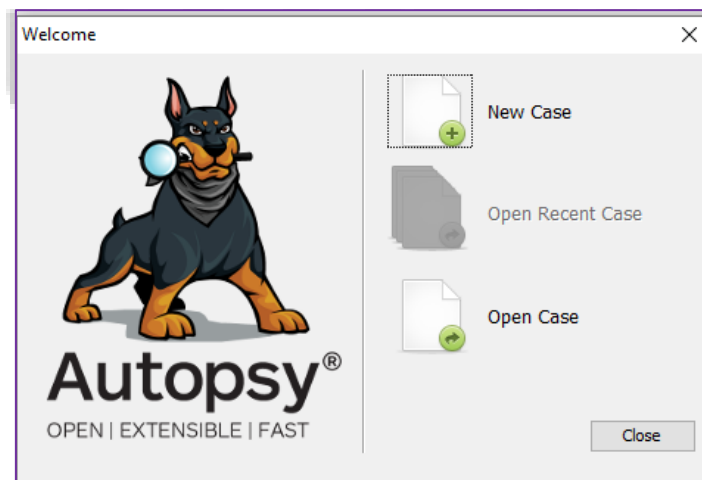 Welcome
New Case
Open Recent Case
Open Case
Autopsy®
OPEN | EXTENSIBLE | FAST
Close